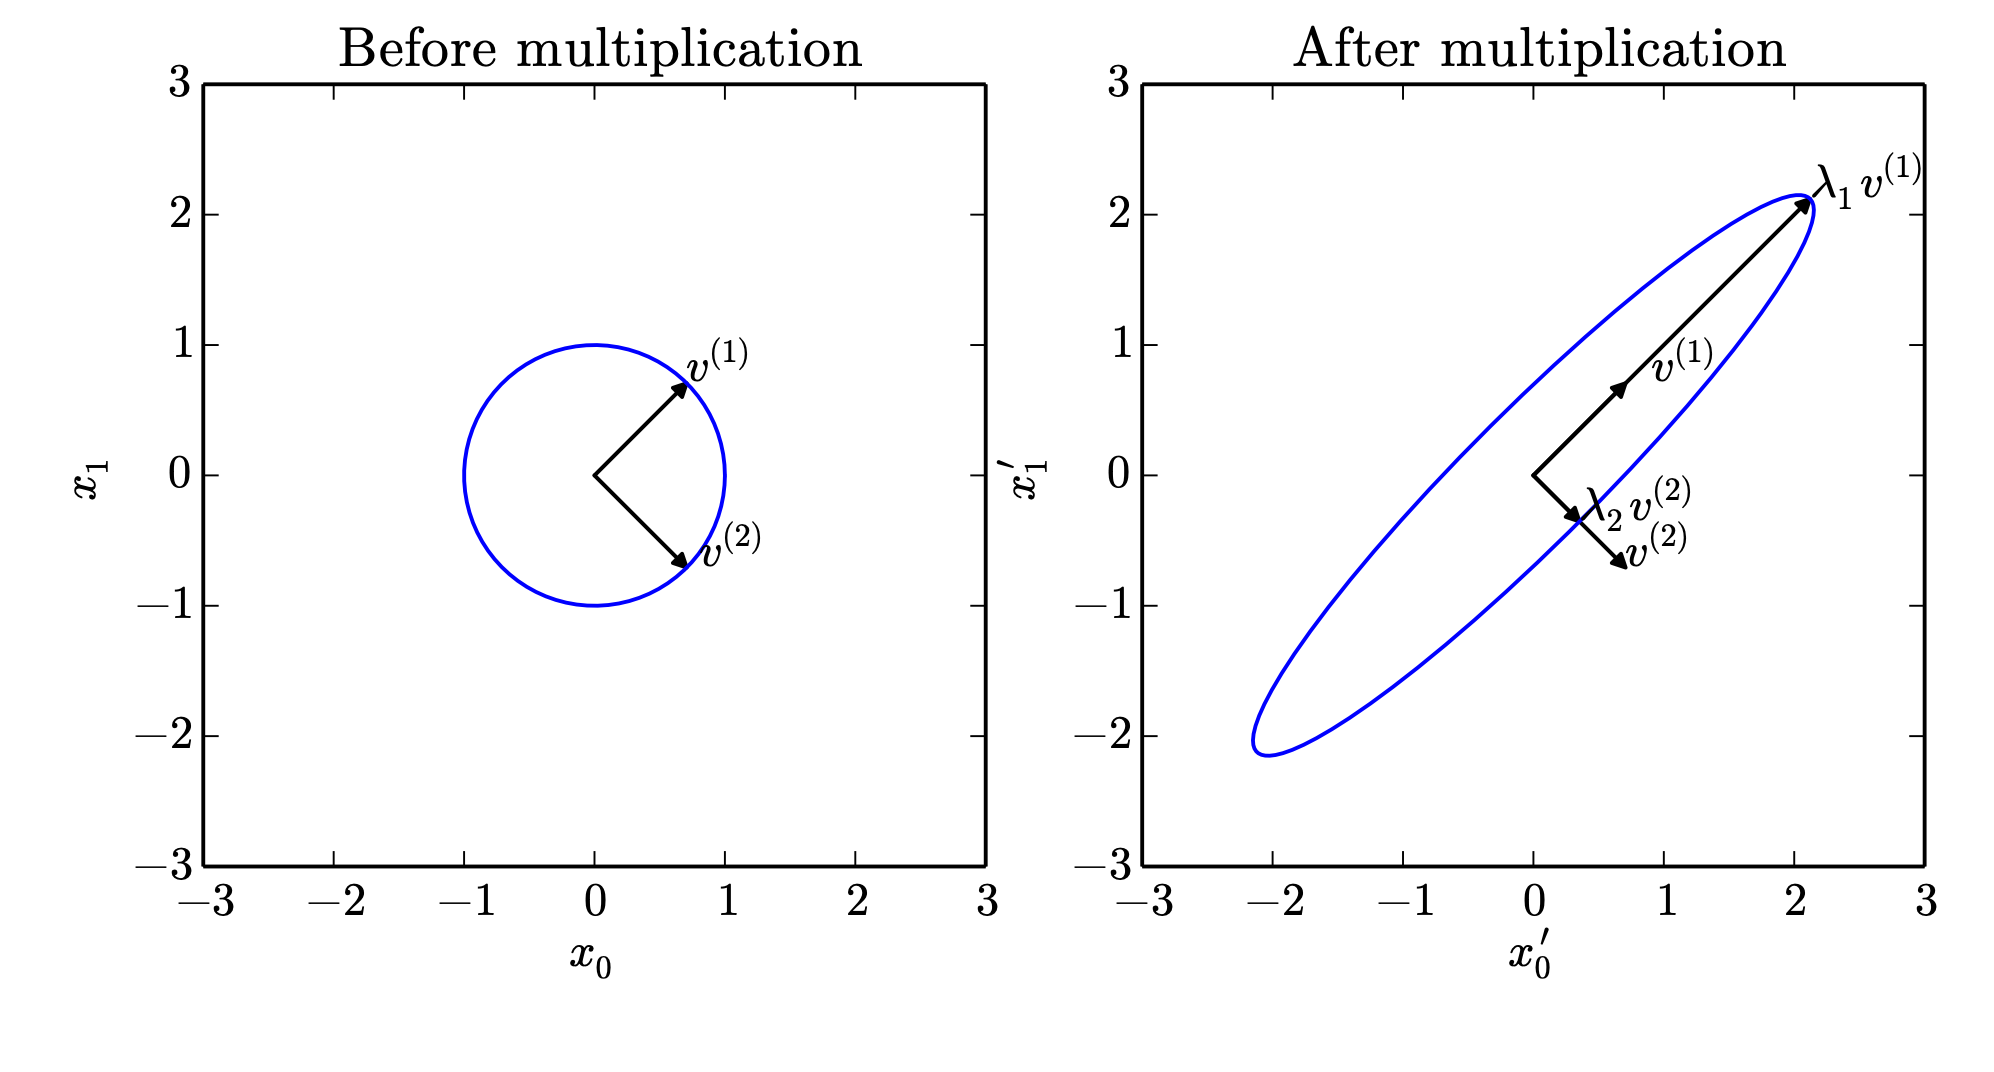 Before multiplication
After multiplication
3
2
1
0
−1
−2
−3
x₁
v⁽¹⁾
v⁽²⁾
−3 −2 −1 0 1 2 3
x₀
3
2
1
0
−1
−2
−3
x₁′
λ₁ v⁽¹⁾
v⁽¹⁾
λ₂ v⁽²⁾
v⁽²⁾
−3 −2 −1 0 1 2 3
x₀′